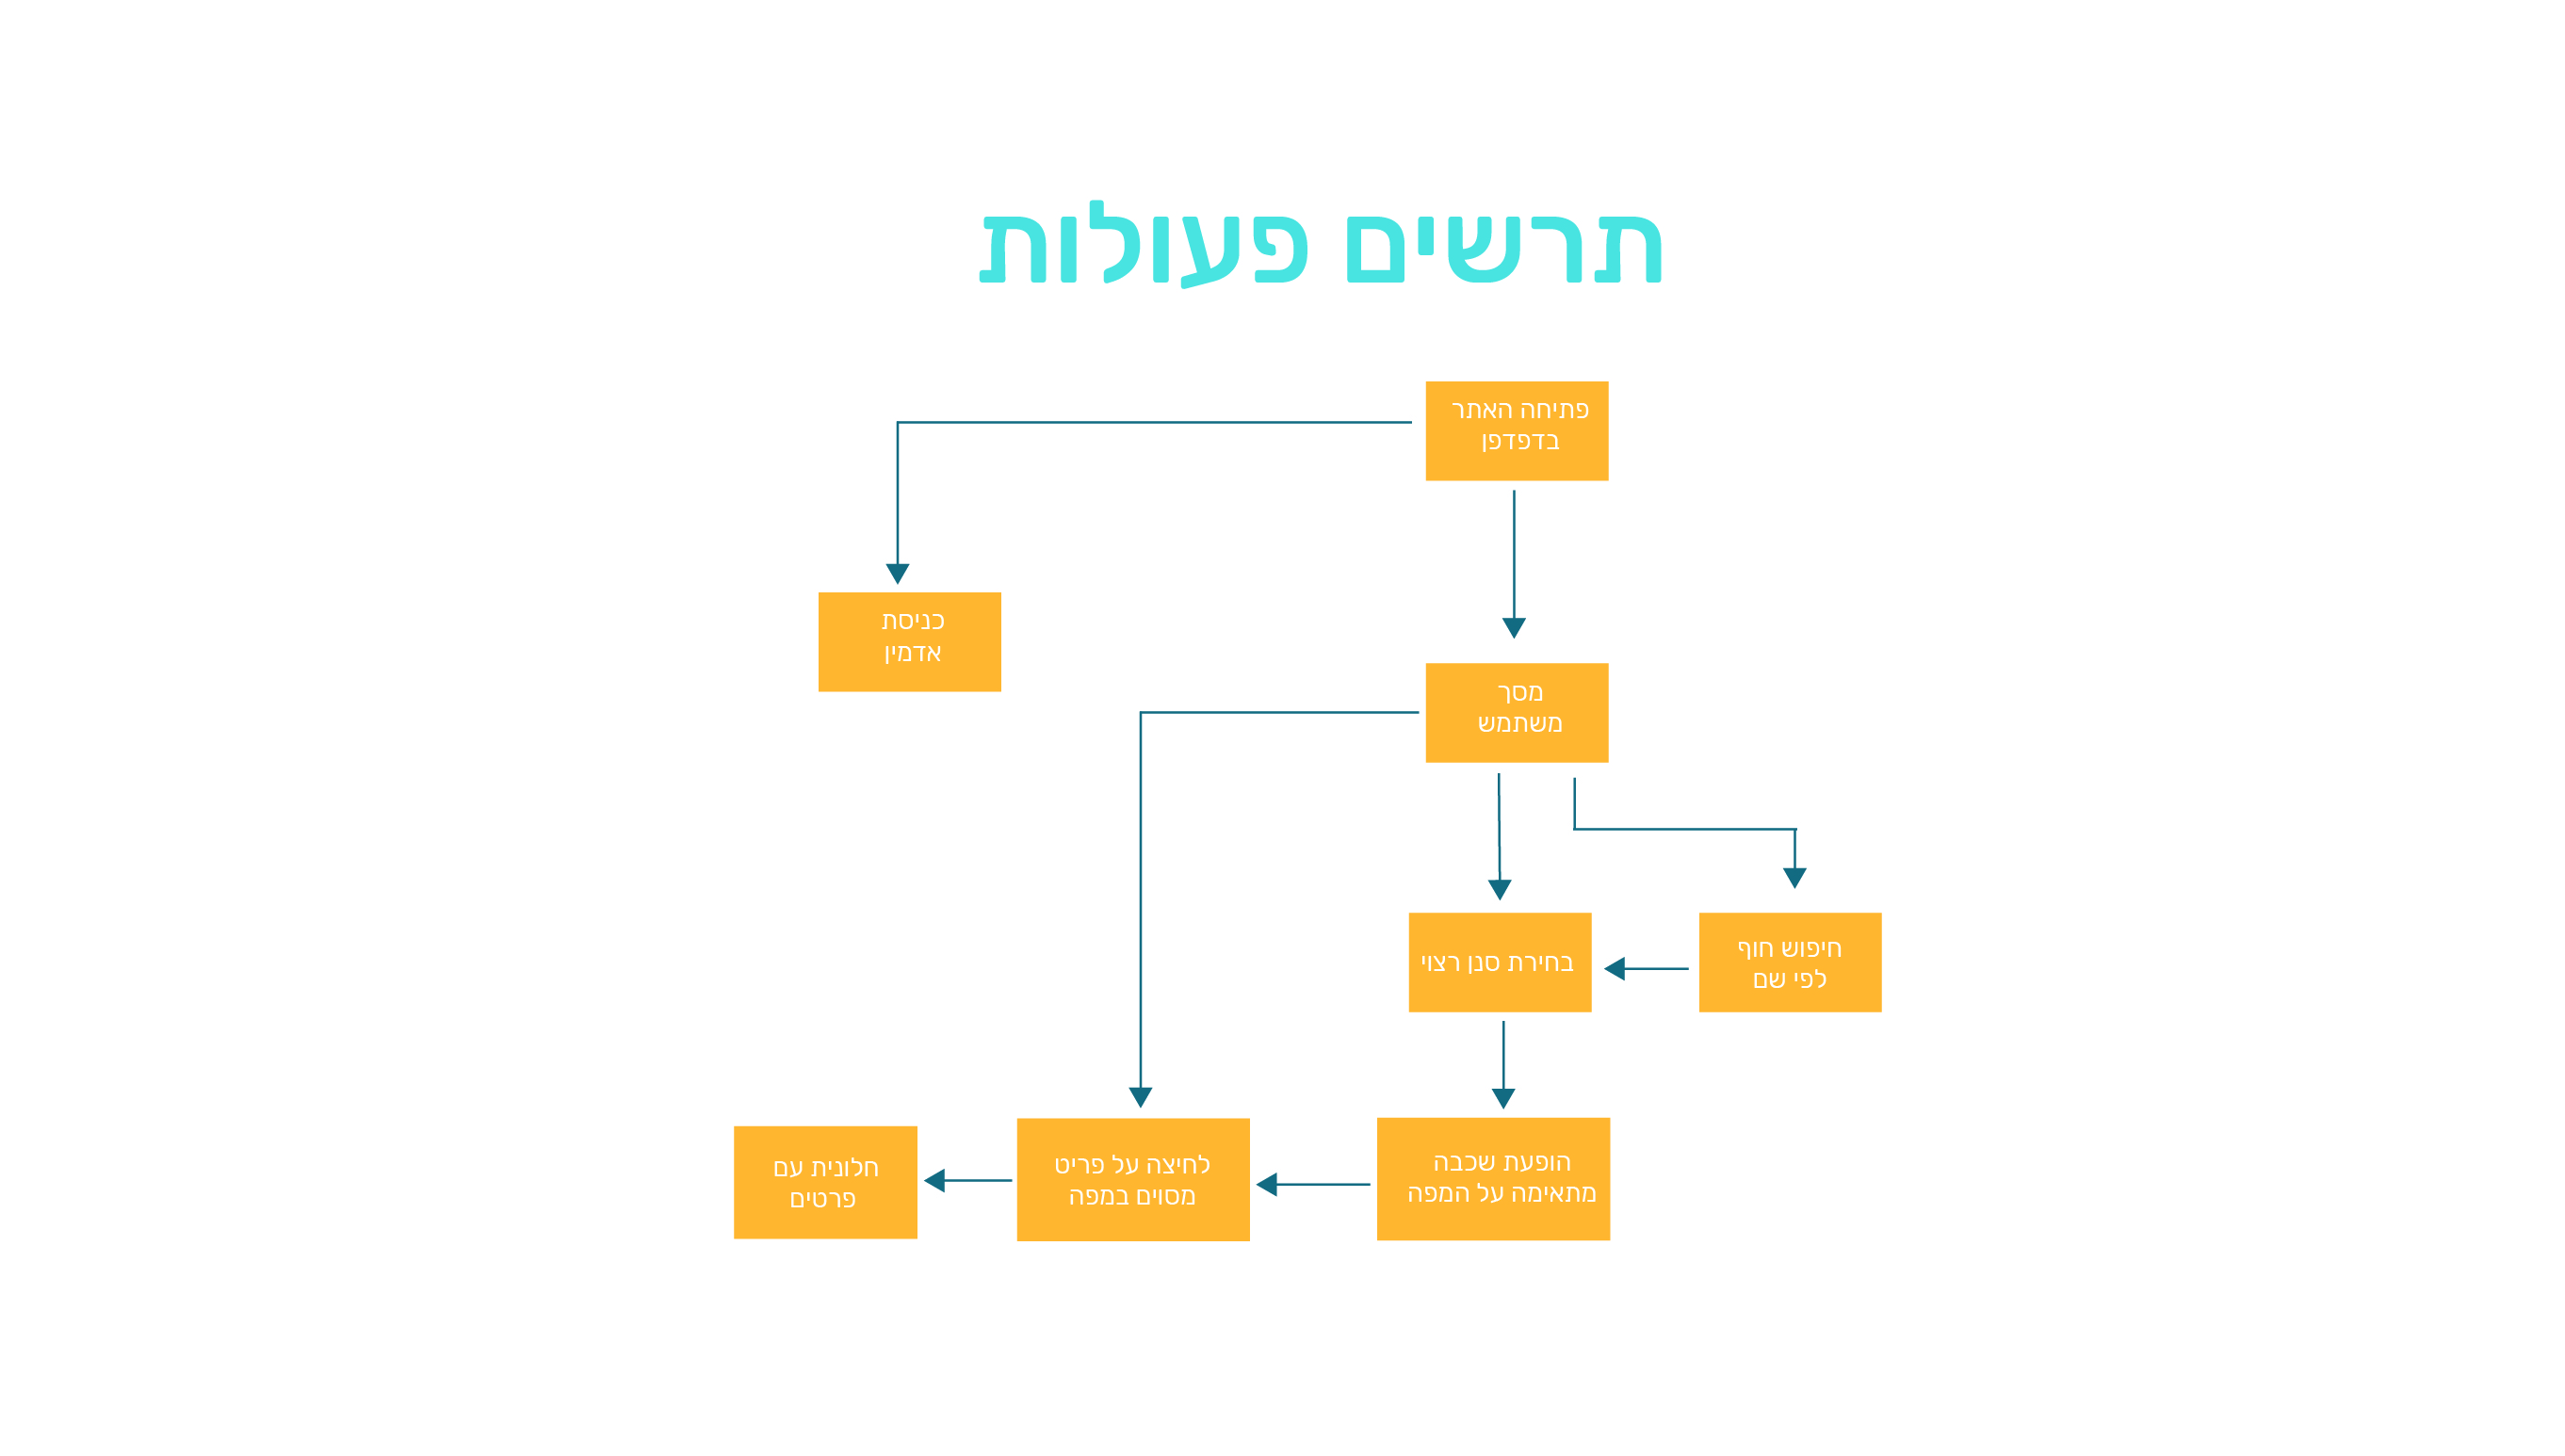 תרשים פעולות
פתיחה האתר
בדפדפן
כניסת
אדמין
מסך
משתמש
חיפוש חוף
לפי שם
בחירת סנן רצוי
הופעת שכבה
מתאימה על המפה
לחיצה על פריט
מסוים במפה
חלונית עם
פרטים